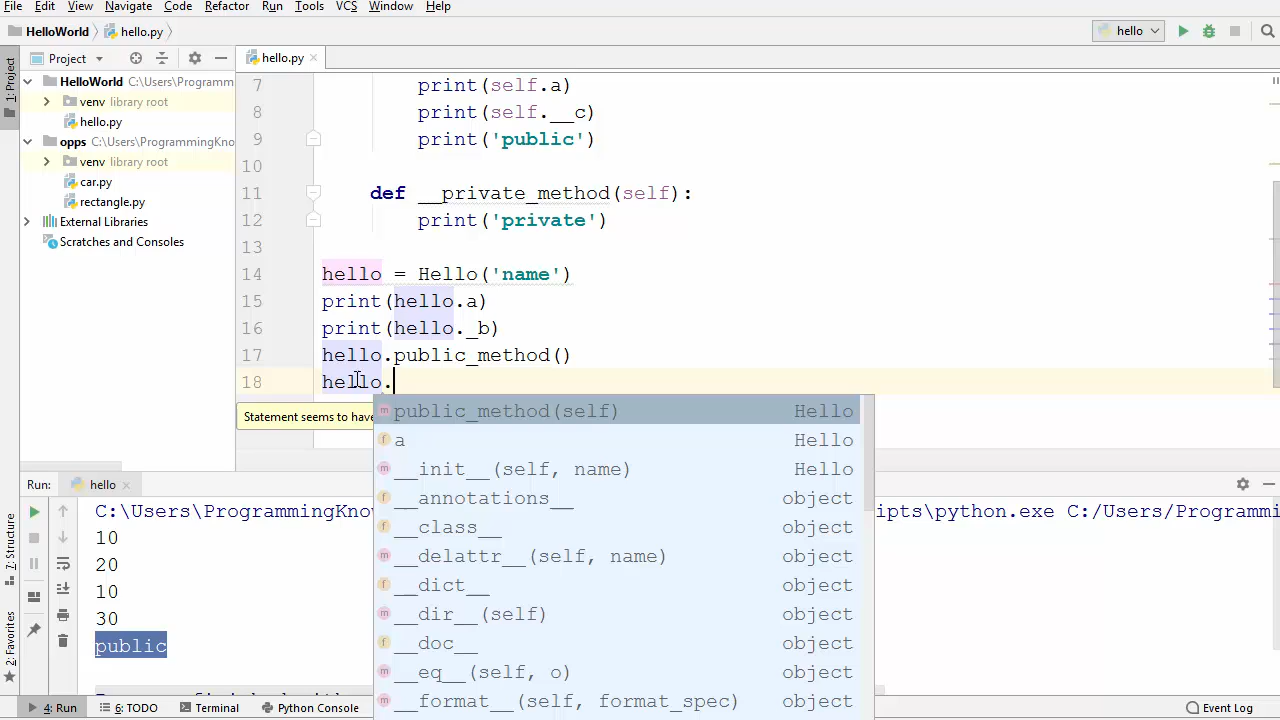 File Edit View Navigate Code Refactor Run Tools VCS Window Help
HelloWorld hello.py hello
Project hello.py
1: Project
HelloWorld C:\Users\Programm
venv library root
hello.py
opps C:\Users\ProgrammingKno
venv library root
car.py
rectangle.py
External Libraries
Scratches and Consoles
7 print(self.a)
8 print(self.__c)
9 print('public')
10
11 def __private_method(self):
12 print('private')
13
14 hello = Hello('name')
15 print(hello.a)
16 print(hello._b)
17 hello.public_method()
18 hello.
Statement seems to have
public_method(self) Hello
a Hello
__init__(self, name) Hello
__annotations__ object
__class__ object
__delattr__(self, name) object
__dict__ object
__dir__(self) object
__doc__ object
__eq__(self, o) object
__format__(self, format_spec) object
Run: hello
C:\Users\ProgrammingKno
ipts\python.exe C:/Users/Programmi
10
20
10
30
public
7: Structure
2: Favorites
4: Run 6: TODO Terminal Python Console Event Log